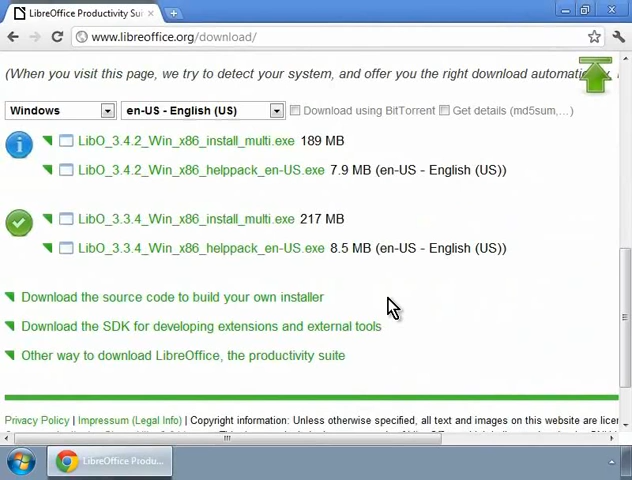 LibreOffice Productivity Sui
www.libreoffice.org/download/
(When you visit this page, we try to detect your system, and offer you the right download automati
Windows en-US - English (US) Download using BitTorrent Get details (md5sum,...)
LibO_3.4.2_Win_x86_install_multi.exe 189 MB
LibO_3.4.2_Win_x86_helppack_en-US.exe 7.9 MB (en-US - English (US))
LibO_3.3.4_Win_x86_install_multi.exe 217 MB
LibO_3.3.4_Win_x86_helppack_en-US.exe 8.5 MB (en-US - English (US))
Download the source code to build your own installer
Download the SDK for developing extensions and external tools
Other way to download LibreOffice, the productivity suite
Privacy Policy | Impressum (Legal Info) | Copyright information: Unless otherwise specified, all text and images on this website are licen
LibreOffice Produ...